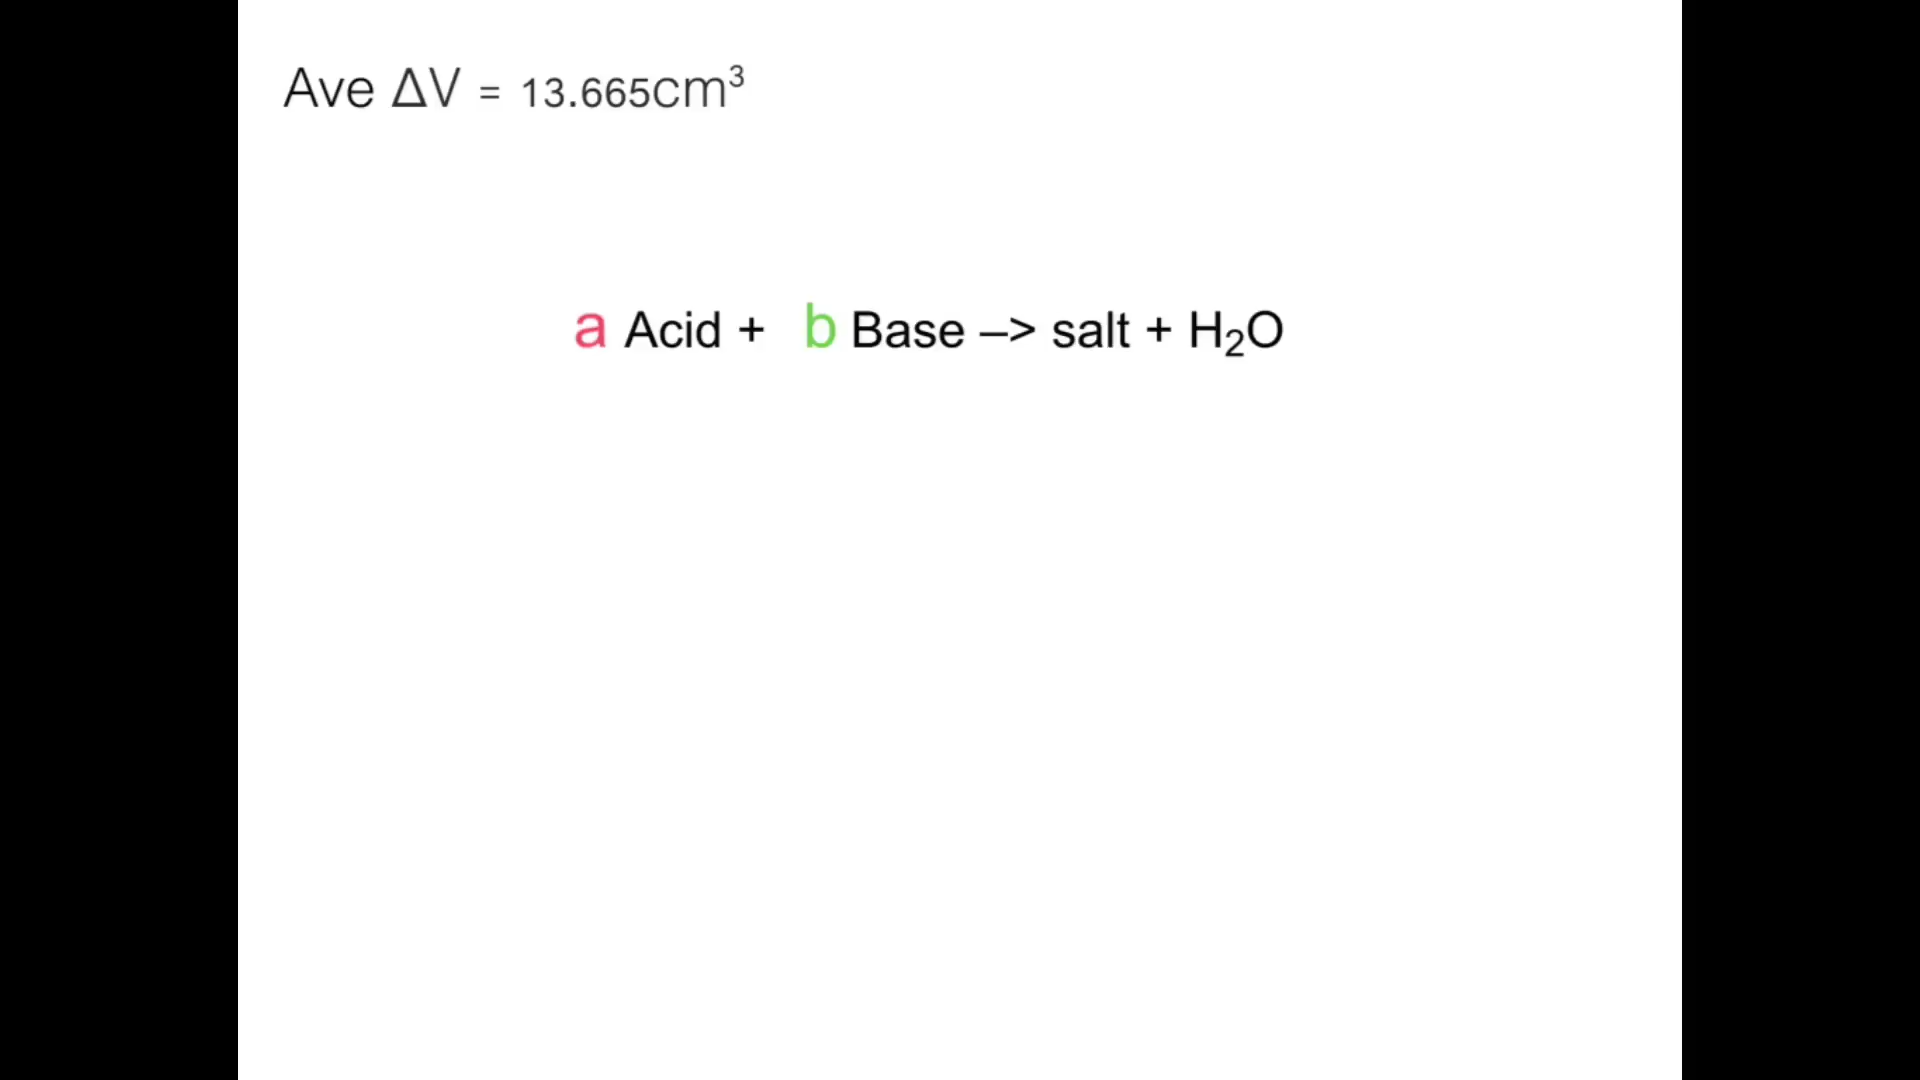 Ave ΔV = 13.665cm³
a Acid + b Base –> salt + H₂O